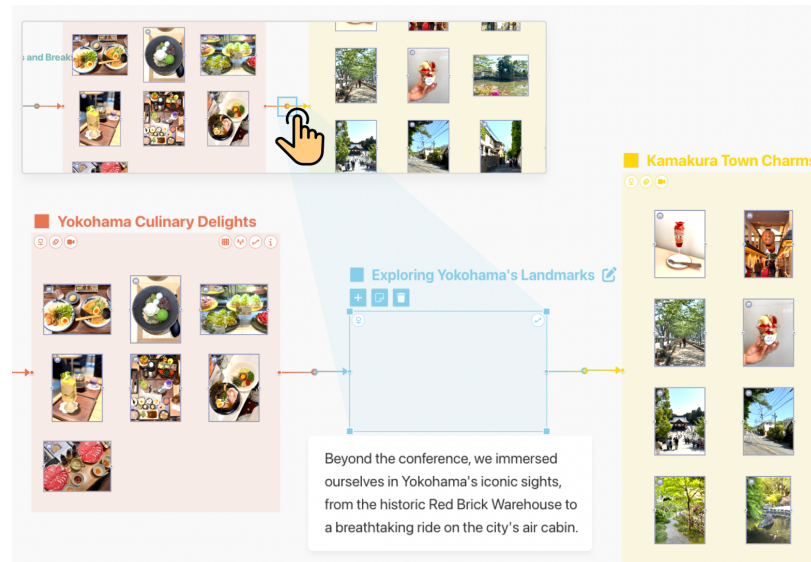 and Break
Kamakura Town Charms
Yokohama Culinary Delights
Exploring Yokohama's Landmarks
Beyond the conference, we immersed
ourselves in Yokohama's iconic sights,
from the historic Red Brick Warehouse to
a breathtaking ride on the city's air cabin.